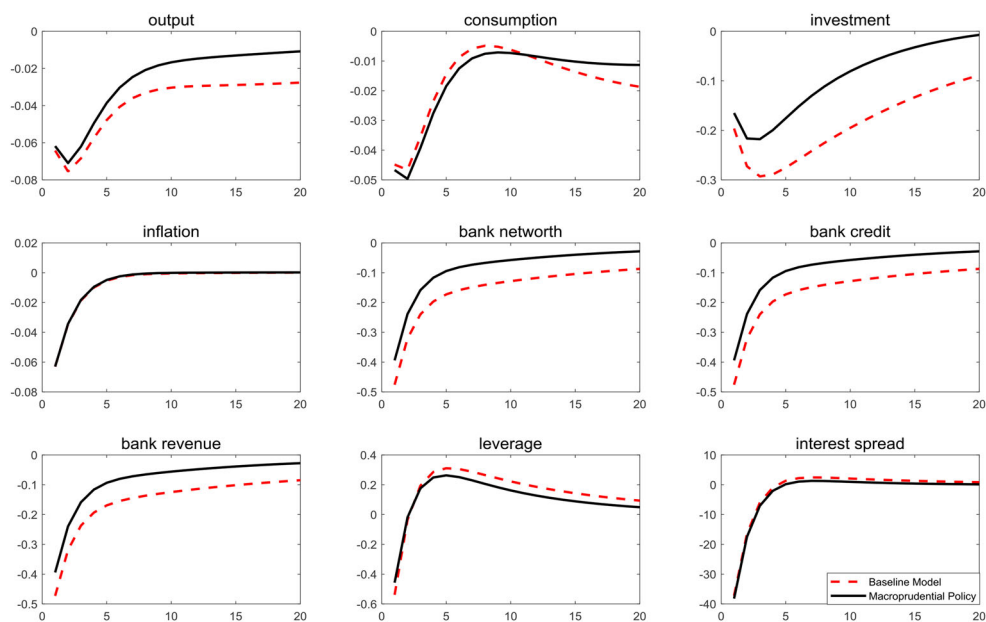 output
0
-0.02
-0.04
-0.06
-0.08
0 5 10 15 20
consumption
0
-0.01
-0.02
-0.03
-0.04
-0.05
0 5 10 15 20
investment
0
-0.1
-0.2
-0.3
0 5 10 15 20
inflation
0.02
0
-0.02
-0.04
-0.06
-0.08
0 5 10 15 20
bank networth
0
-0.1
-0.2
-0.3
-0.4
-0.5
0 5 10 15 20
bank credit
0
-0.1
-0.2
-0.3
-0.4
-0.5
0 5 10 15 20
bank revenue
0
-0.1
-0.2
-0.3
-0.4
-0.5
0 5 10 15 20
leverage
0.4
0.2
0
-0.2
-0.4
-0.6
0 5 10 15 20
interest spread
10
0
-10
-20
-30
-40
0 5 10 15 20
Baseline Model
Macroprudential Policy